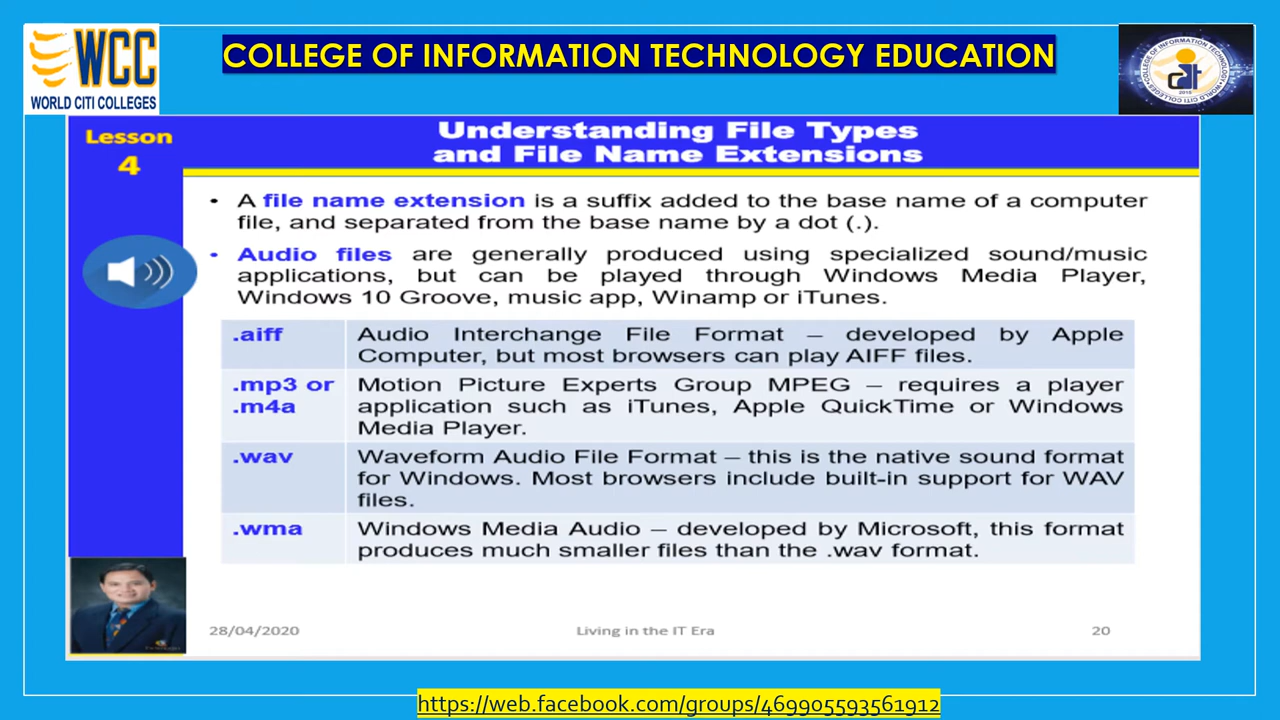 WCC
WORLD CITI COLLEGES
COLLEGE OF INFORMATION TECHNOLOGY EDUCATION
COLLEGE OF INFORMATION TECHNOLOGY
WORLD CITI COLLEGES
2018
Lesson
4
Understanding File Types
and File Name Extensions
• A file name extension is a suffix added to the base name of a computer
file, and separated from the base name by a dot (.).
• Audio files are generally produced using specialized sound/music
applications, but can be played through Windows Media Player,
Windows 10 Groove, music app, Winamp or iTunes.
.aiff
Audio Interchange File Format – developed by Apple
Computer, but most browsers can play AIFF files.
.mp3 or
.m4a
Motion Picture Experts Group MPEG – requires a player
application such as iTunes, Apple QuickTime or Windows
Media Player.
.wav
Waveform Audio File Format – this is the native sound format
for Windows. Most browsers include built-in support for WAV
files.
.wma
Windows Media Audio – developed by Microsoft, this format
produces much smaller files than the .wav format.
28/04/2020
Living in the IT Era
20
https://web.facebook.com/groups/469905593561912